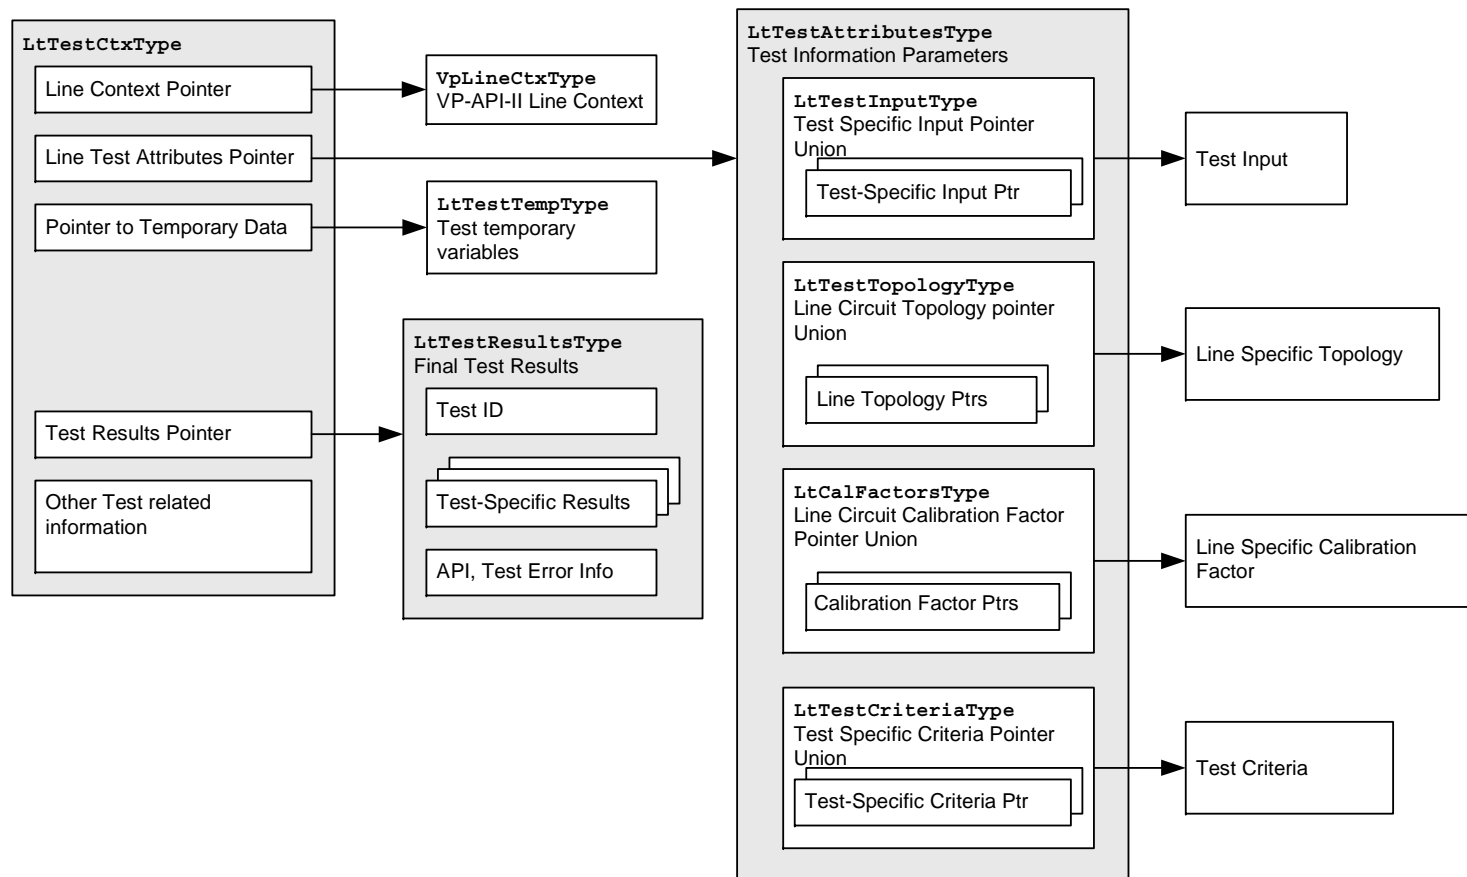 LtTestCtxType
Line Context Pointer
Line Test Attributes Pointer
Pointer to Temporary Data
Test Results Pointer
Other Test related
information
VpLineCtxType
VP-API-II Line Context
LtTestTempType
Test temporary
variables
LtTestResultsType
Final Test Results
Test ID
Test-Specific Results
API, Test Error Info
LtTestAttributesType
Test Information Parameters
LtTestInputType
Test Specific Input Pointer
Union
Test-Specific Input Ptr
LtTestTopologyType
Line Circuit Topology pointer
Union
Line Topology Ptrs
LtCalFactorsType
Line Circuit Calibration Factor
Pointer Union
Calibration Factor Ptrs
LtTestCriteriaType
Test Specific Criteria Pointer
Union
Test-Specific Criteria Ptr
Test Input
Line Specific Topology
Line Specific Calibration
Factor
Test Criteria